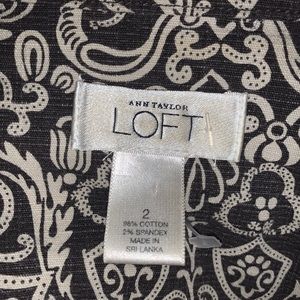 ANN TAYLOR
LOFT
2
98% COTTON
2% SPANDEX
MADE IN
SRI LANKA